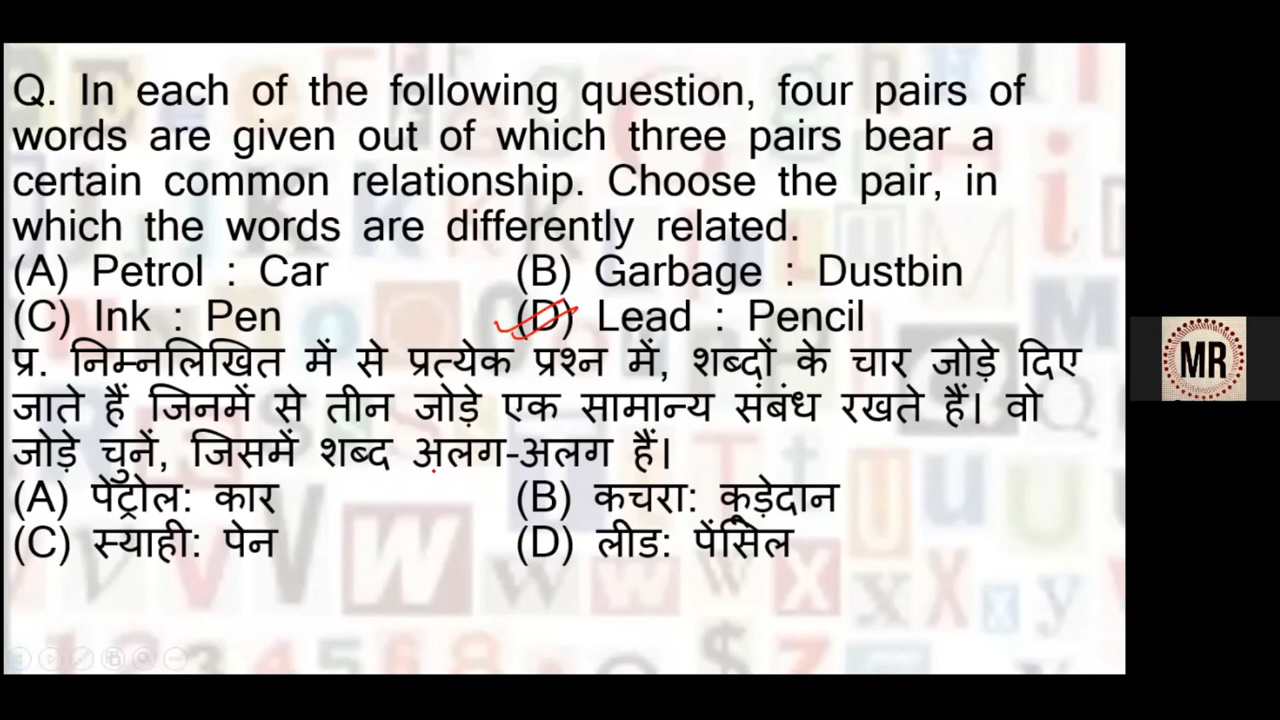 Q. In each of the following question, four pairs of
words are given out of which three pairs bear a
certain common relationship. Choose the pair, in
which the words are differently related.
(A) Petrol : Car (B) Garbage : Dustbin
(C) Ink : Pen (D) Lead : Pencil
प्र. निम्नलिखित में से प्रत्येक प्रश्न में, शब्दों के चार जोड़े दिए
जाते हैं जिनमें से तीन जोड़े एक सामान्य संबंध रखते हैं। वो
जोड़े चुनें, जिसमें शब्द अलग-अलग हैं।
(A) पेट्रोल: कार (B) कचरा: कूड़ेदान
(C) स्याही: पेन (D) लीड: पेंसिल
MR